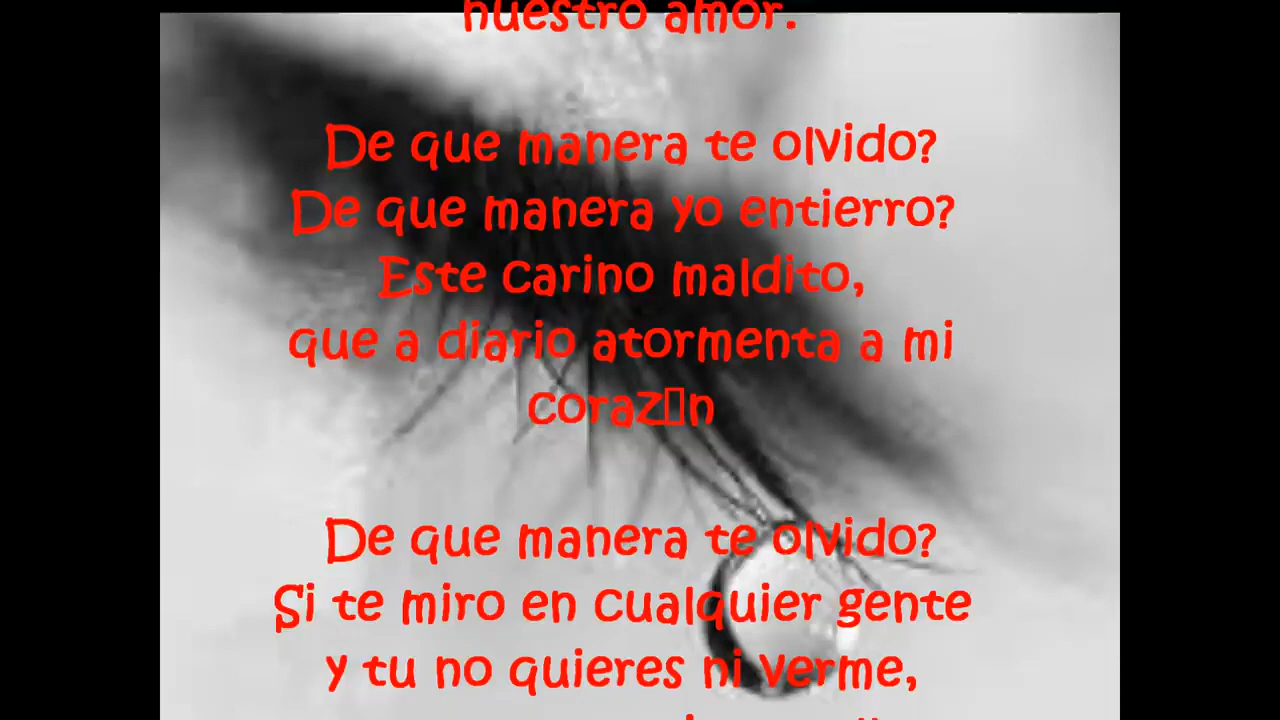 nuestro amor.
De que manera te olvido?
De que manera yo entierro?
Este carino maldito,
que a diario atormenta a mi
coraz▯n
De que manera te olvido?
Si te miro en cualquier gente
y tu no quieres ni verme,